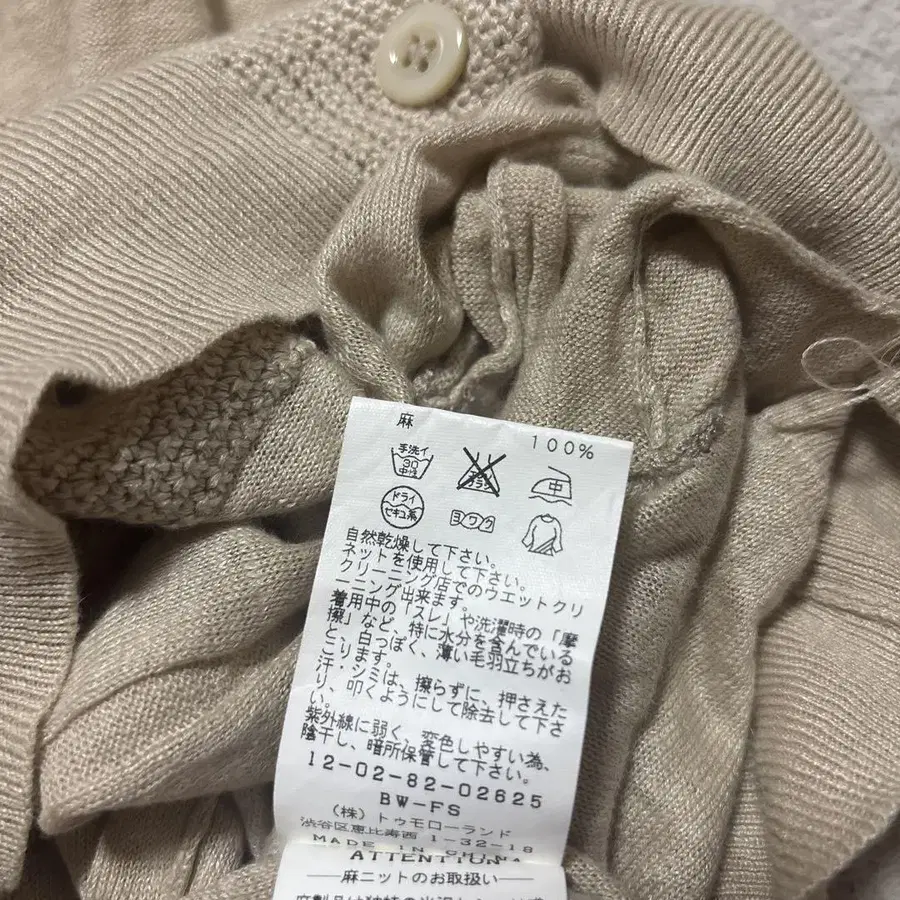 麻
100%
手洗イ
30
中性
エンソ
サラシ
中
ドライ
セキユ系
ヨワク
自然乾燥して下さい。
ネットを使用して下さい。
クリーニング店でのウエットクリ
ーニング出来ます。
着用中の「スレ」や洗濯時の「摩
擦」など、特に水分を含んでいる
と、白っぽく、薄い毛羽立ちがお
こります。
汗・シミは、擦らずに、押さえた
り、叩くようにして除去して下さ
い。
紫外線に弱く、変色しやすい為、
陰干し、暗所保管して下さい。
12-02-82-02625
BW-FS
(株) トゥモローランド
渋谷区恵比寿西 1-32-18
MADE IN CHINA
ATTENTION
―麻ニットのお取扱い―